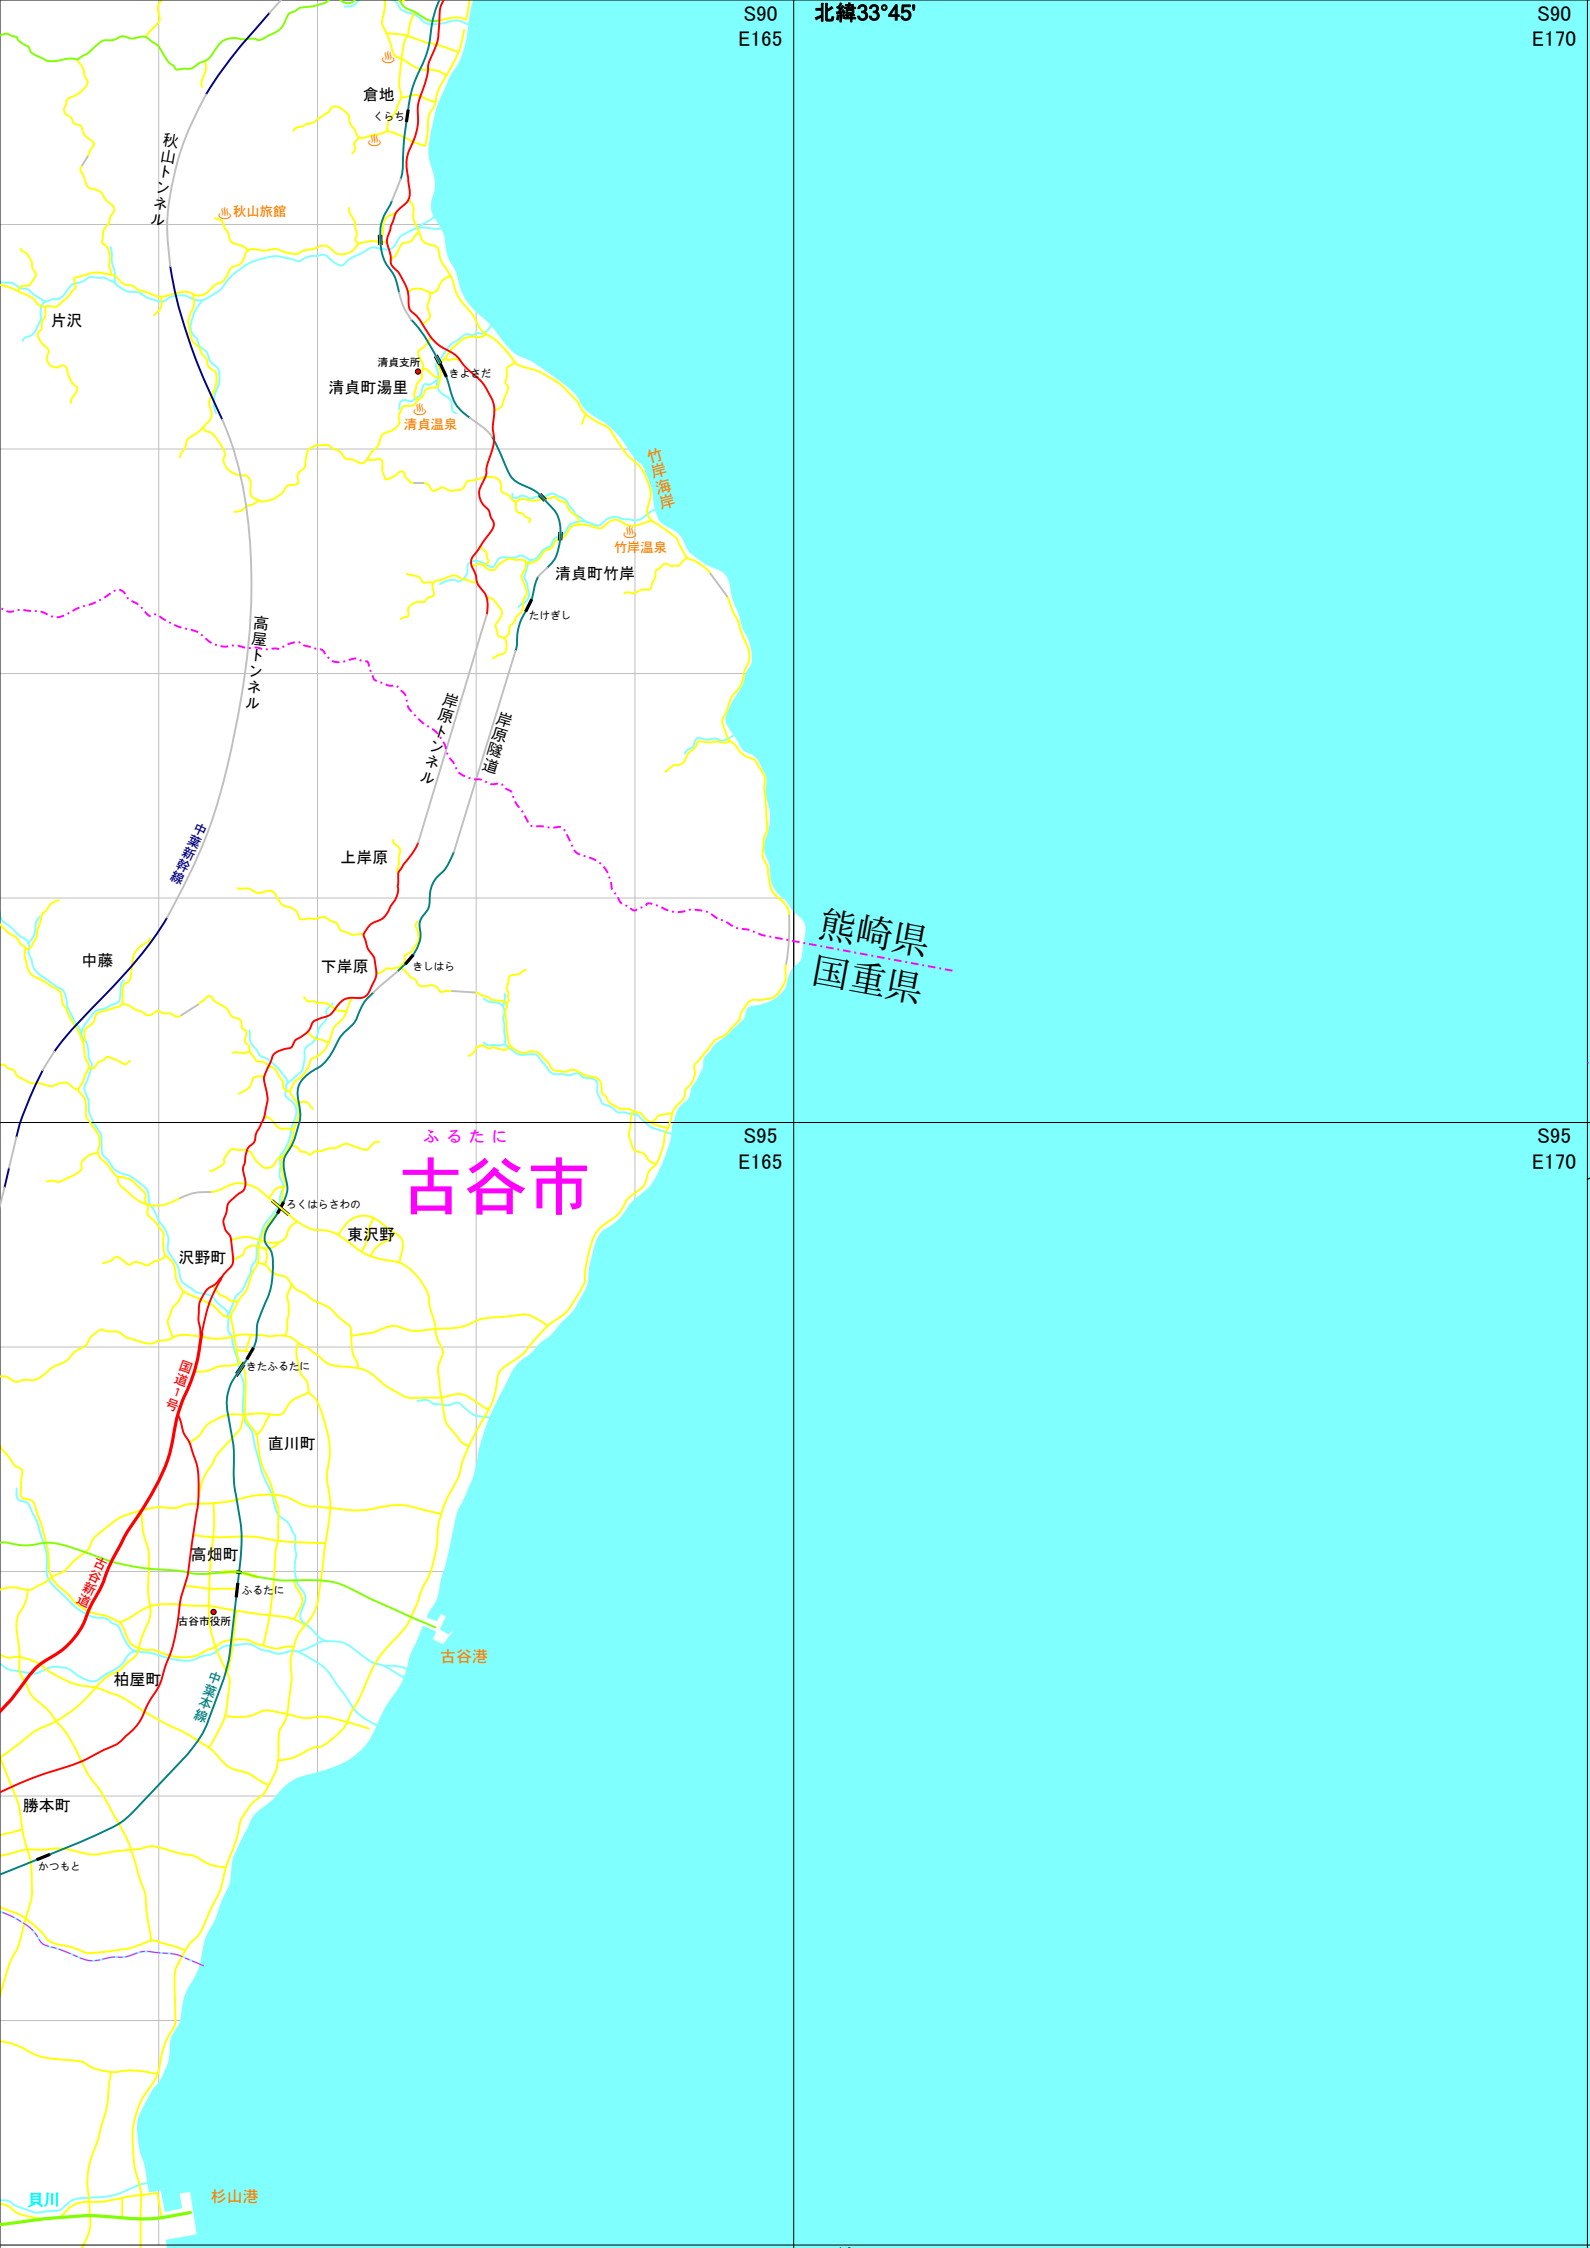 S90
E165
北緯33°45'
S90
E170
倉地
くらち
秋山トンネル
秋山旅館
片沢
清貞支所
きよさだ
清貞町湯里
清貞温泉
竹岸海岸
竹岸温泉
清貞町竹岸
たけぎし
高屋トンネル
岸原トンネル
岸原隧道
中葉新幹線
上岸原
熊崎県
国重県
中藤
下岸原
きしはら
S95
E165
S95
E170
ふるたに
古谷市
ろくはらさわの
東沢野
沢野町
きたふるたに
国道1号
直川町
高畑町
古谷新道
ふるたに
古谷市役所
古谷港
柏屋町
中葉本線
勝本町
かつもと
貝川
杉山港